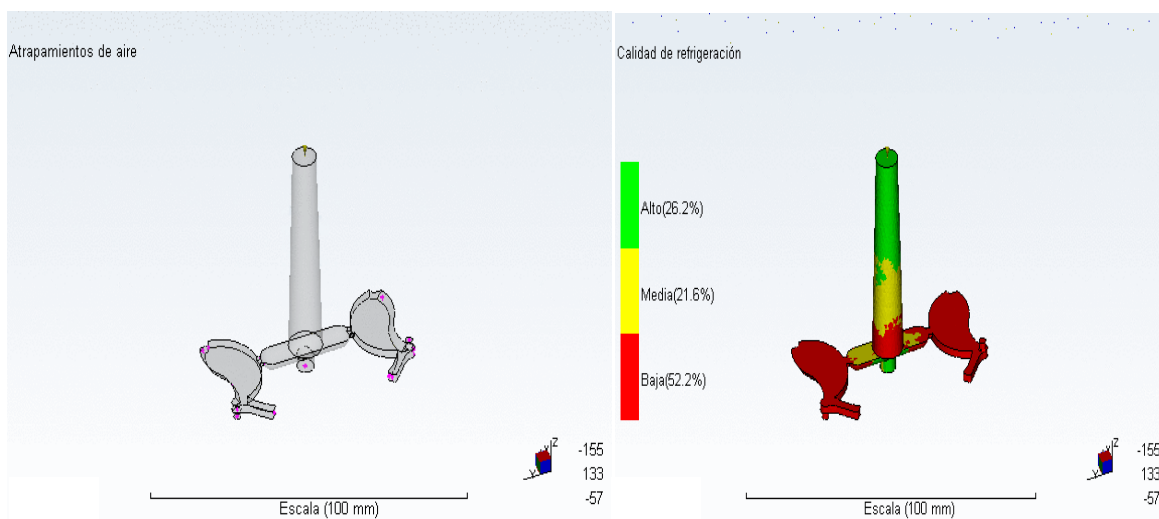 Atrapamientos de aire
Z
Y
-155
133
-57
Escala (100 mm)
Calidad de refrigeración
Alto(26.2%)
Media(21.6%)
Baja(52.2%)
Z
Y
-155
133
-57
Escala (100 mm)